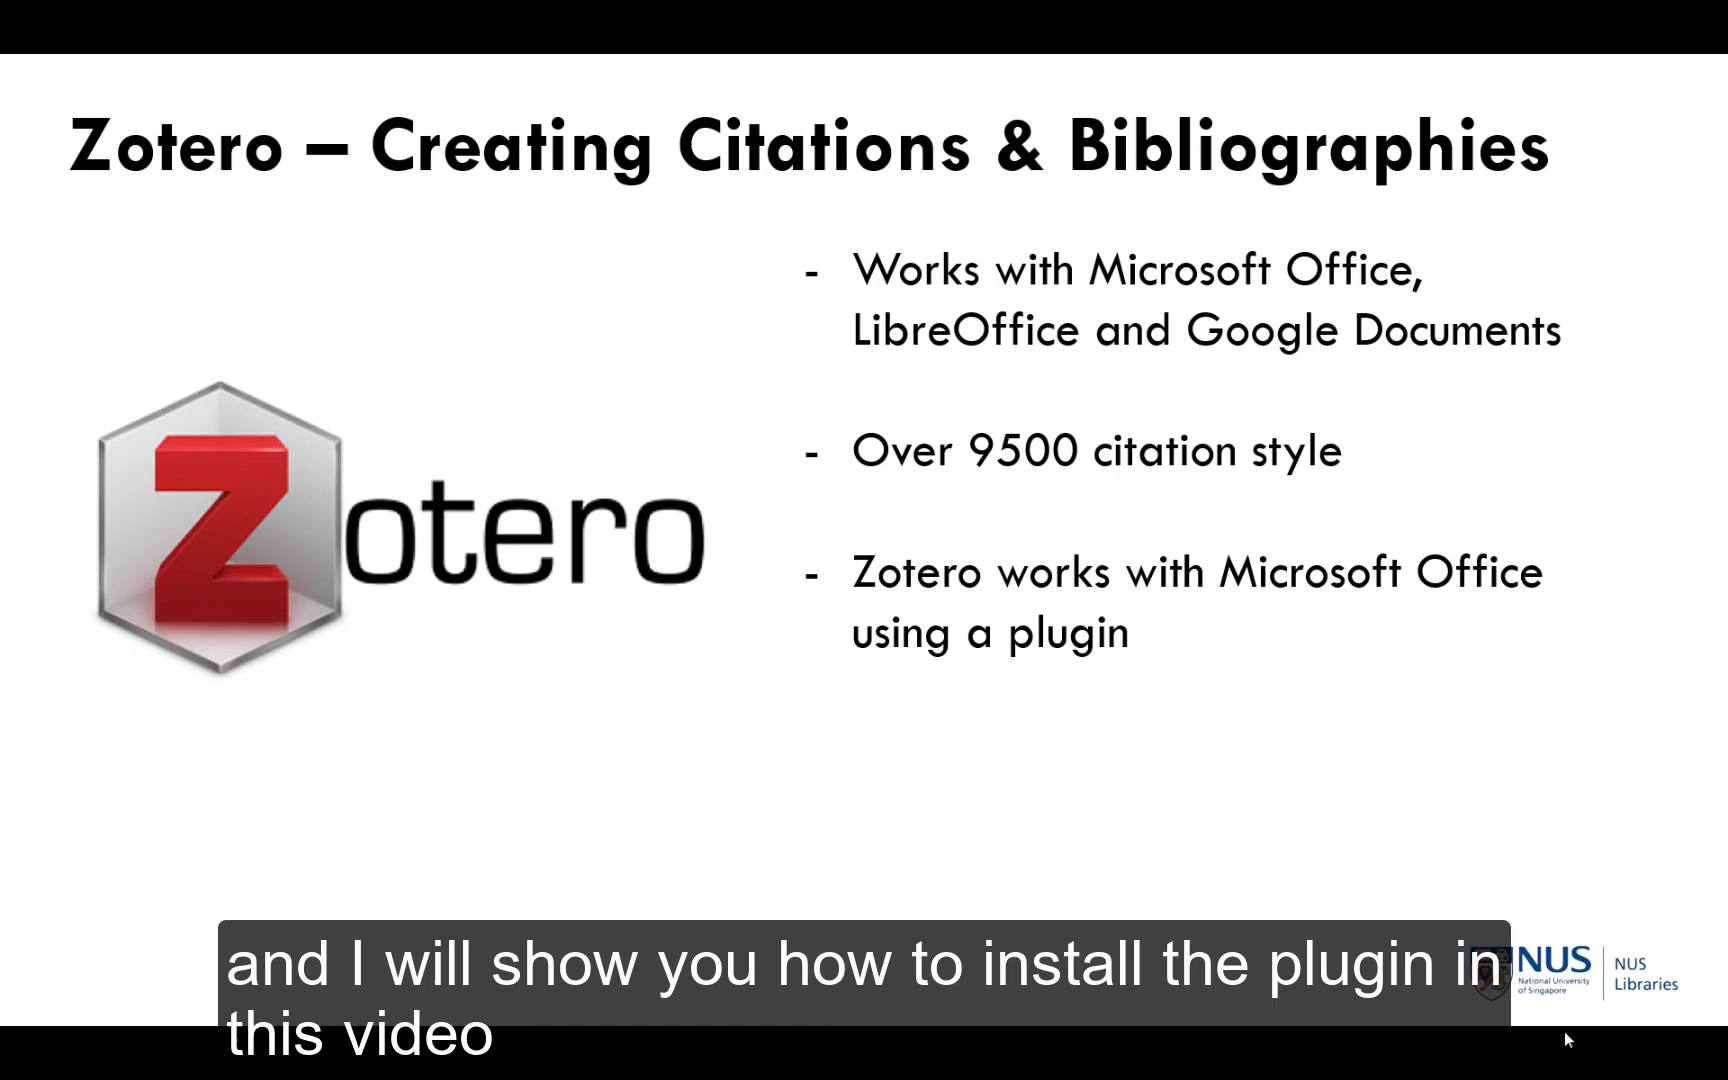 Zotero – Creating Citations & Bibliographies
- Works with Microsoft Office,
LibreOffice and Google Documents
- Over 9500 citation style
- Zotero works with Microsoft Office
using a plugin
Zotero
and I will show you how to install the plugin in
this video
NUS
National University
of Singapore
NUS
Libraries